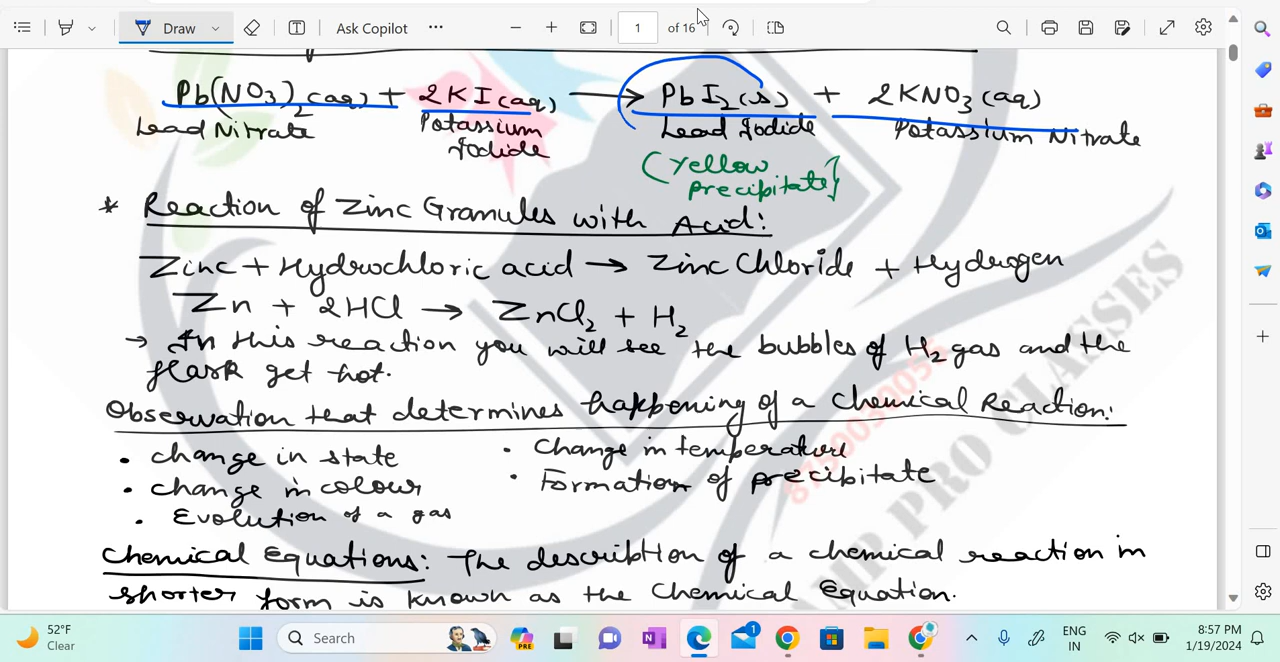 Draw
Ask Copilot
1 of 16
Pb(NO3)2(aq) + 2KI(aq) → PbI2(s) + 2KNO3(aq)
Lead Nitrate Potassium Iodide Lead Iodide Potassium Nitrate
(Yellow
precipitate)
* Reaction of Zinc Granules with Acid:
Zinc + Hydrochloric acid → Zinc Chloride + Hydrogen
Zn + 2HCl → ZnCl2 + H2
→ In this reaction you will see the bubbles of H2 gas and the
flask get hot.
Observation that determines happening of a Chemical Reaction:
• change in state
• Change in temperature
• change in colour
• Formation of precipitate
• Evolution of a gas
Chemical Equations: The describtion of a chemical reaction in
shorter form is known as the Chemical Equation.
PRO CLASSES
52°F
Clear
Search
PRE
1
ENG
IN
8:57 PM
1/19/2024